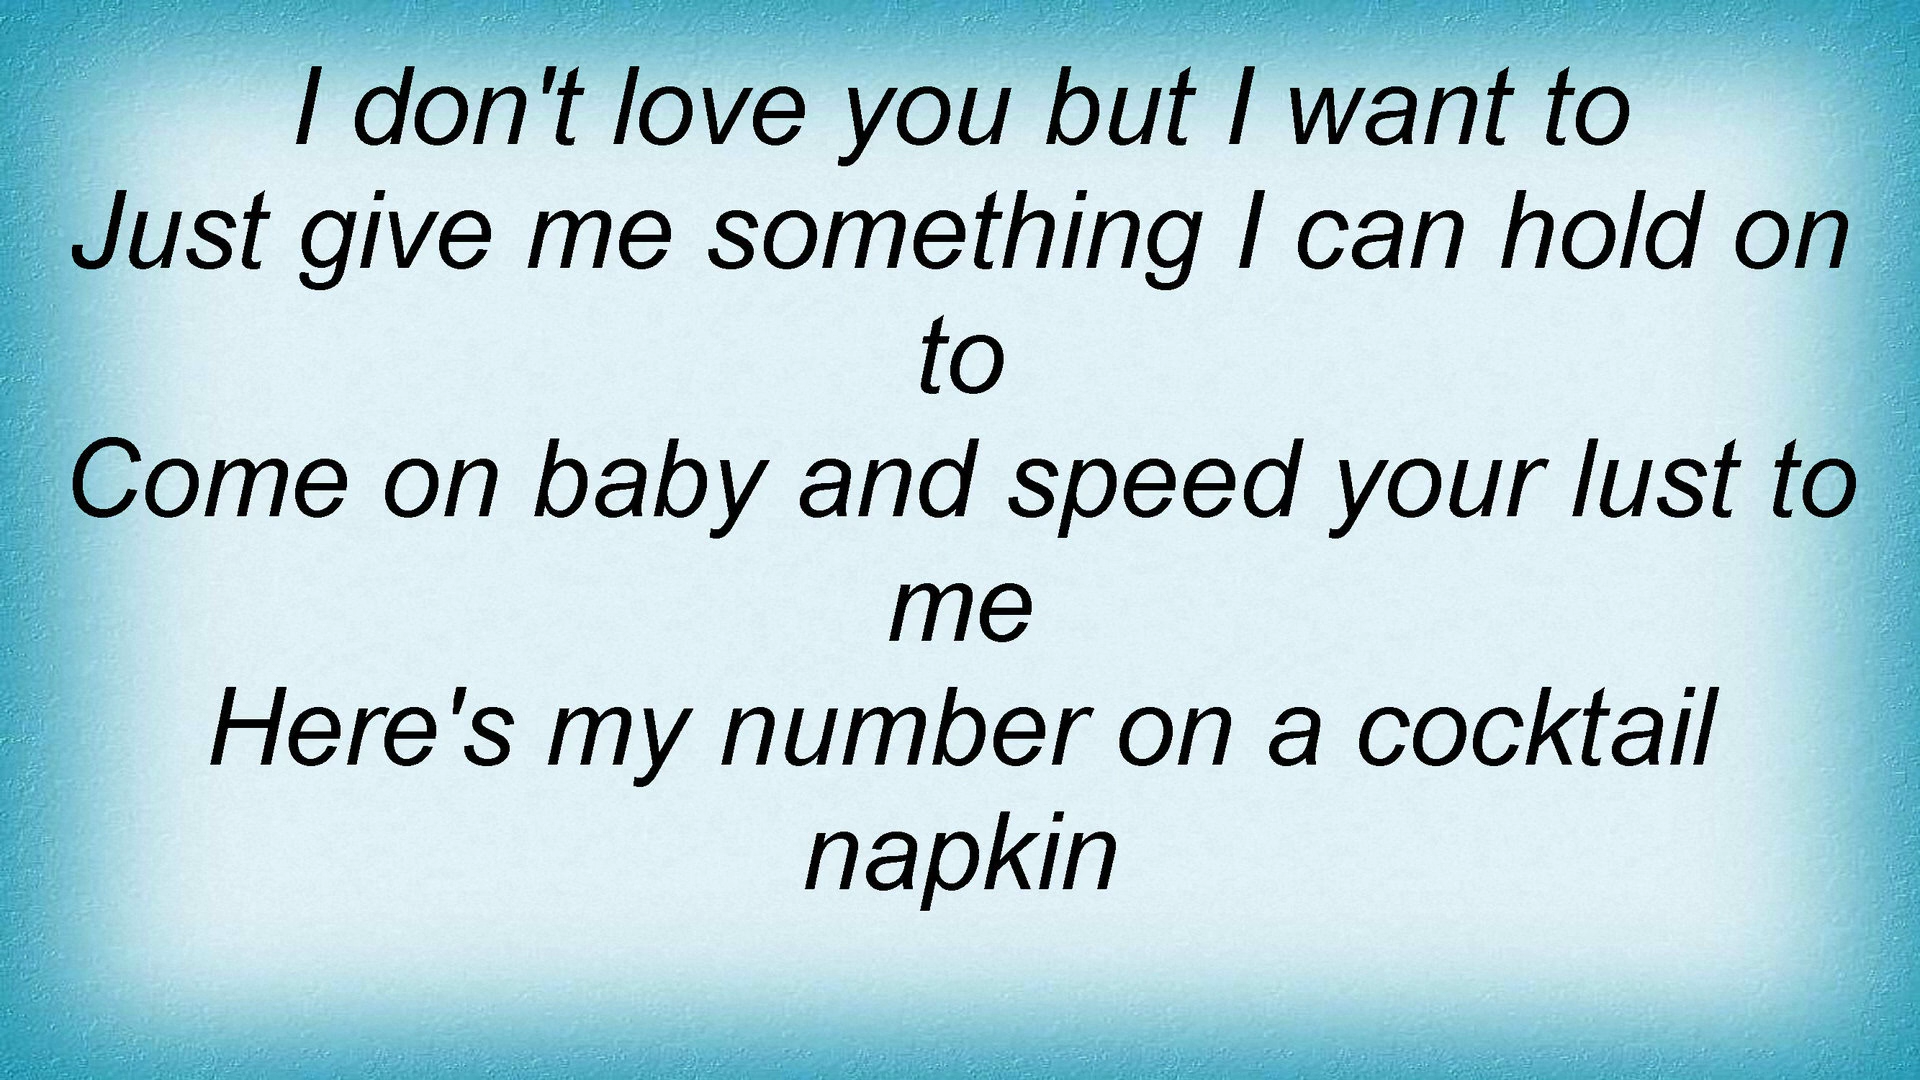 I don't love you but I want to
Just give me something I can hold on
to
Come on baby and speed your lust to
me
Here's my number on a cocktail
napkin